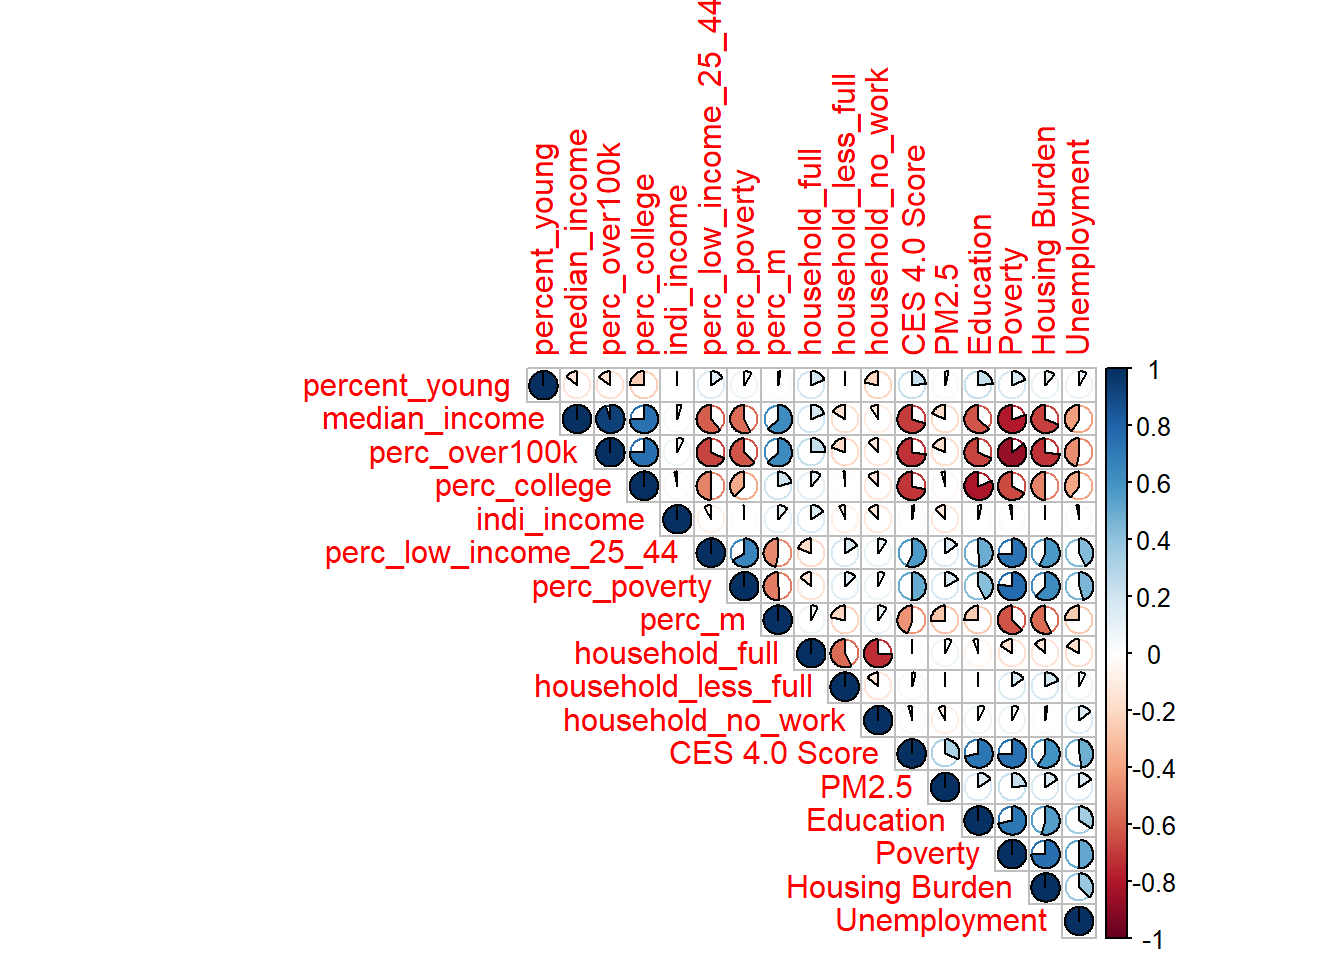 percent_young
median_income
perc_over100k
perc_college
indi_income
perc_low_income_25_44
perc_poverty
perc_m
household_full
household_less_full
household_no_work
CES 4.0 Score
PM2.5
Education
Poverty
Housing Burden
Unemployment
percent_young
median_income
perc_over100k
perc_college
indi_income
perc_low_income_25_44
perc_poverty
perc_m
household_full
household_less_full
household_no_work
CES 4.0 Score
PM2.5
Education
Poverty
Housing Burden
Unemployment
1
0.8
0.6
0.4
0.2
0
-0.2
-0.4
-0.6
-0.8
-1